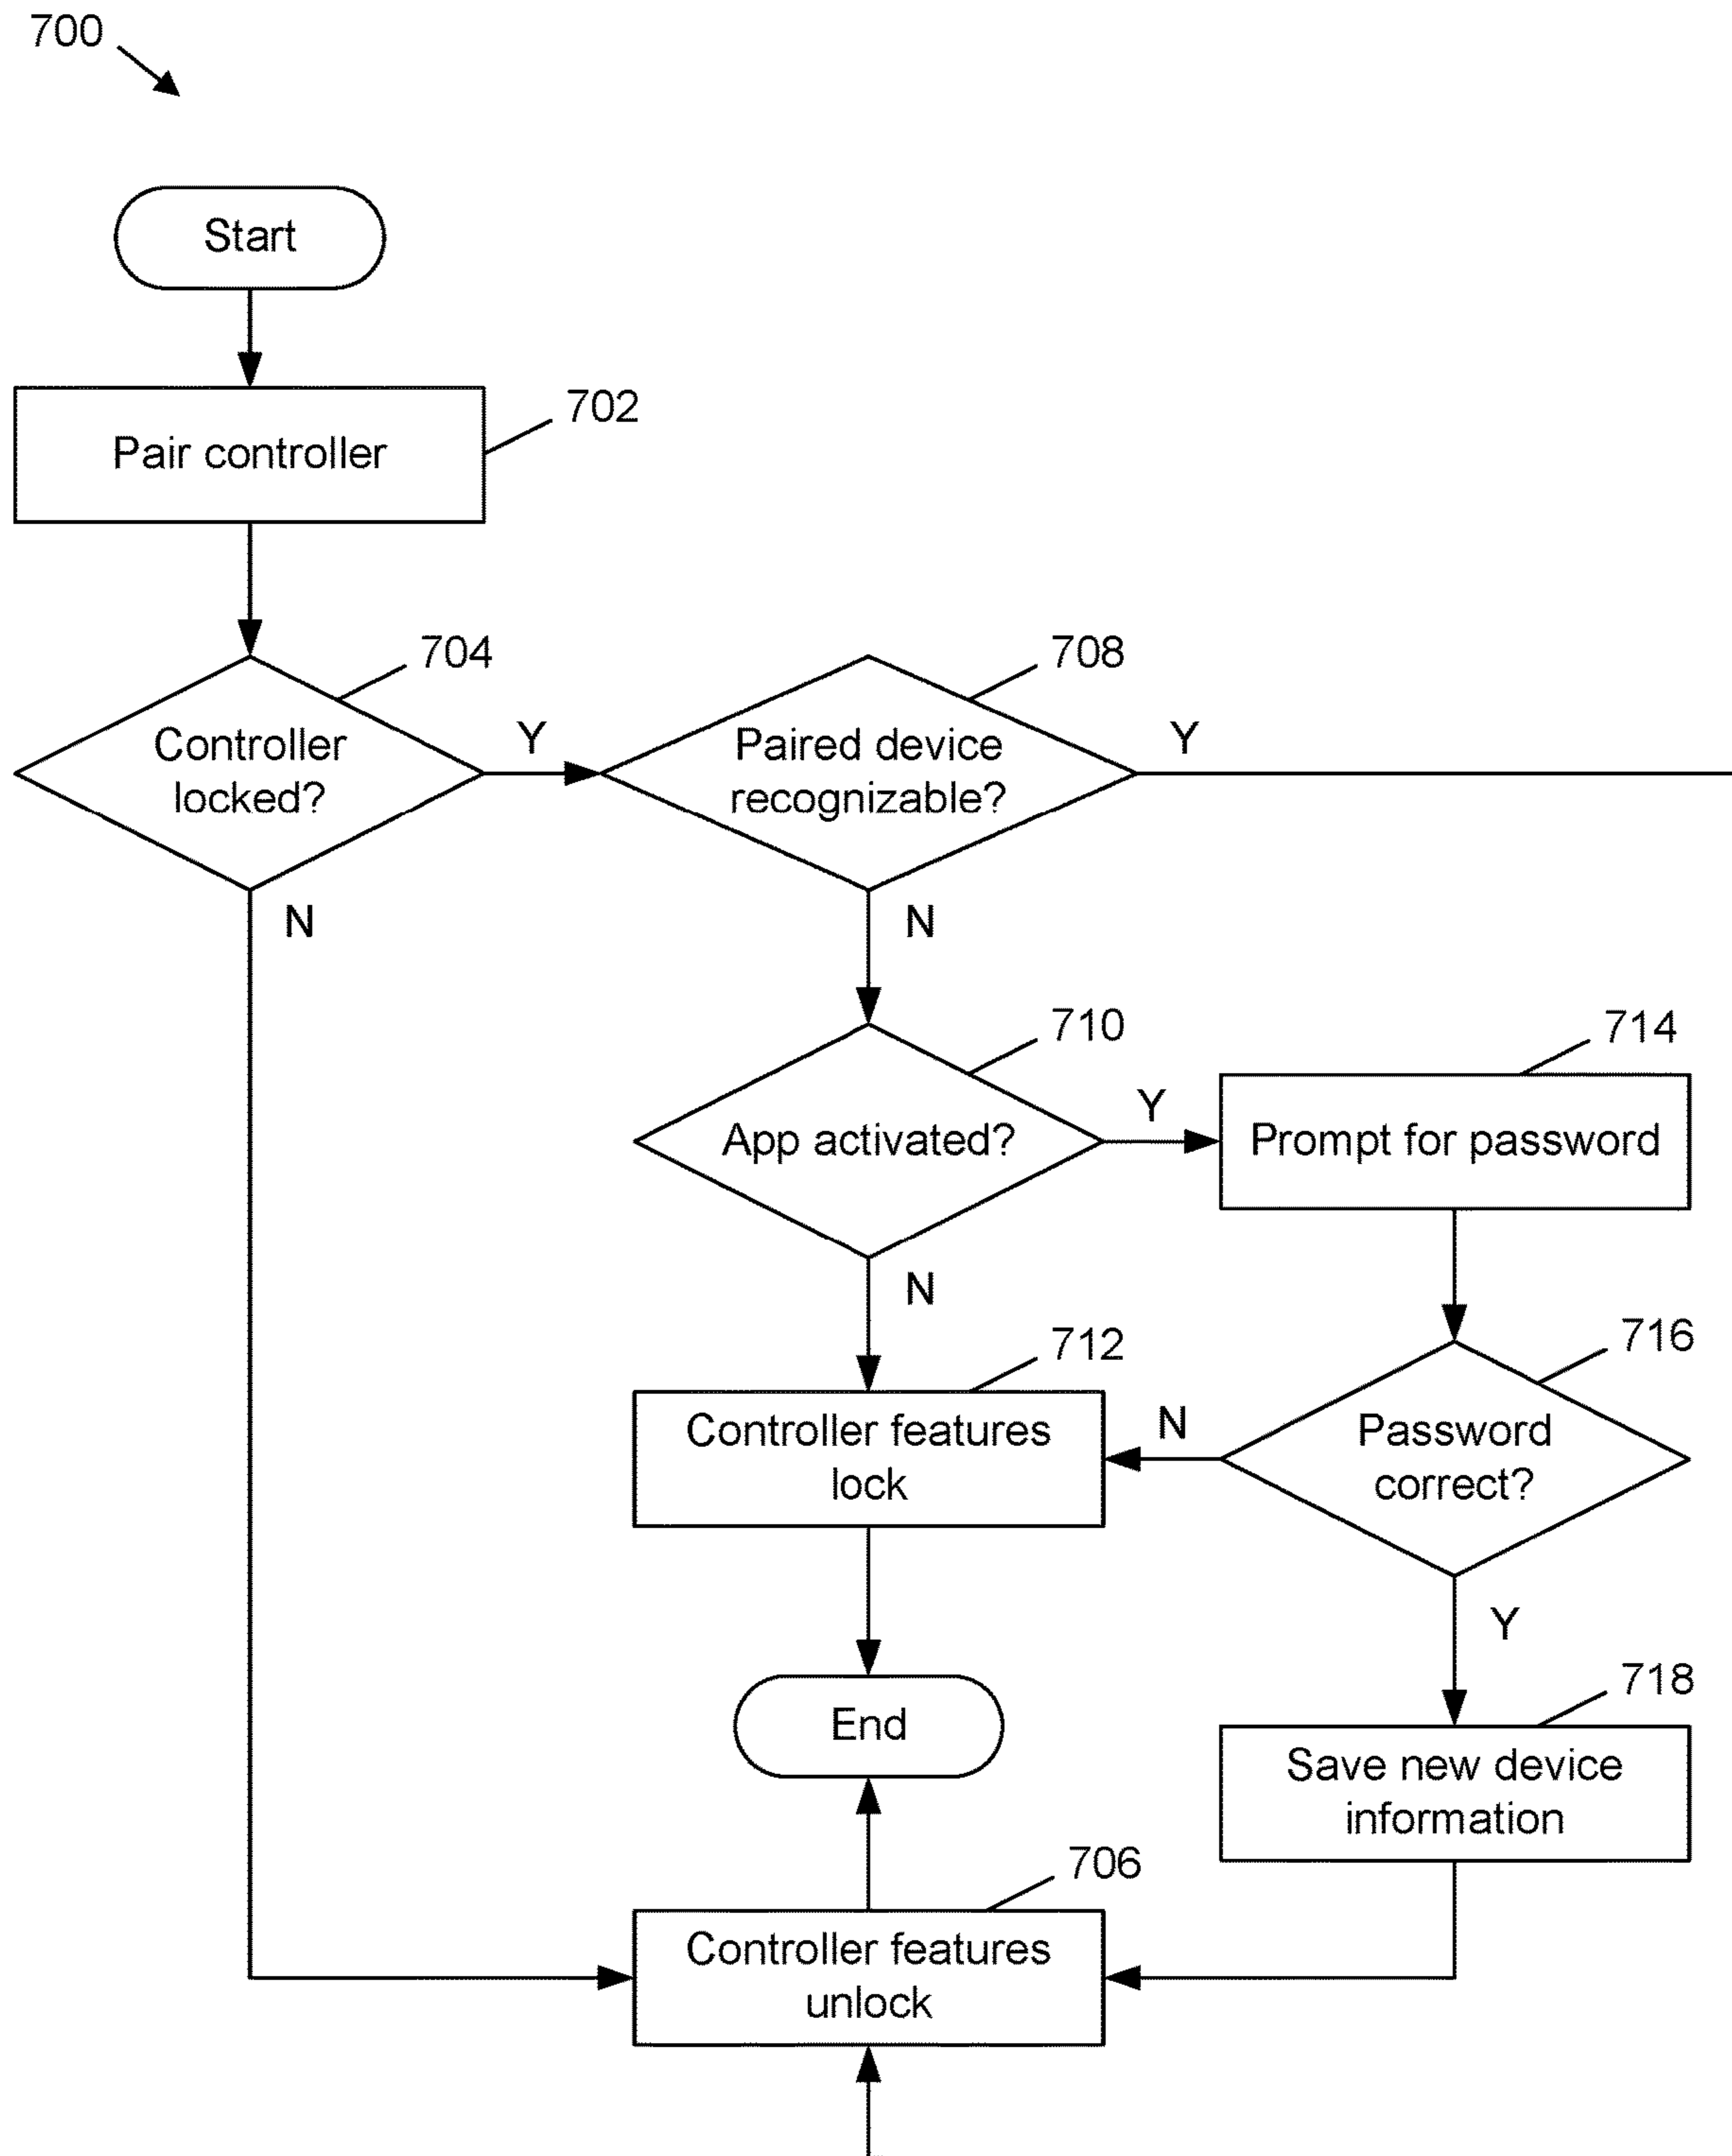 700
Start
702
Pair controller
704
708
Controller
locked?
Y
Paired device
recognizable?
Y
N
N
710
714
App activated?
Y
Prompt for password
N
712
716
Controller features
lock
N
Password
correct?
Y
End
718
Save new device
information
706
Controller features
unlock